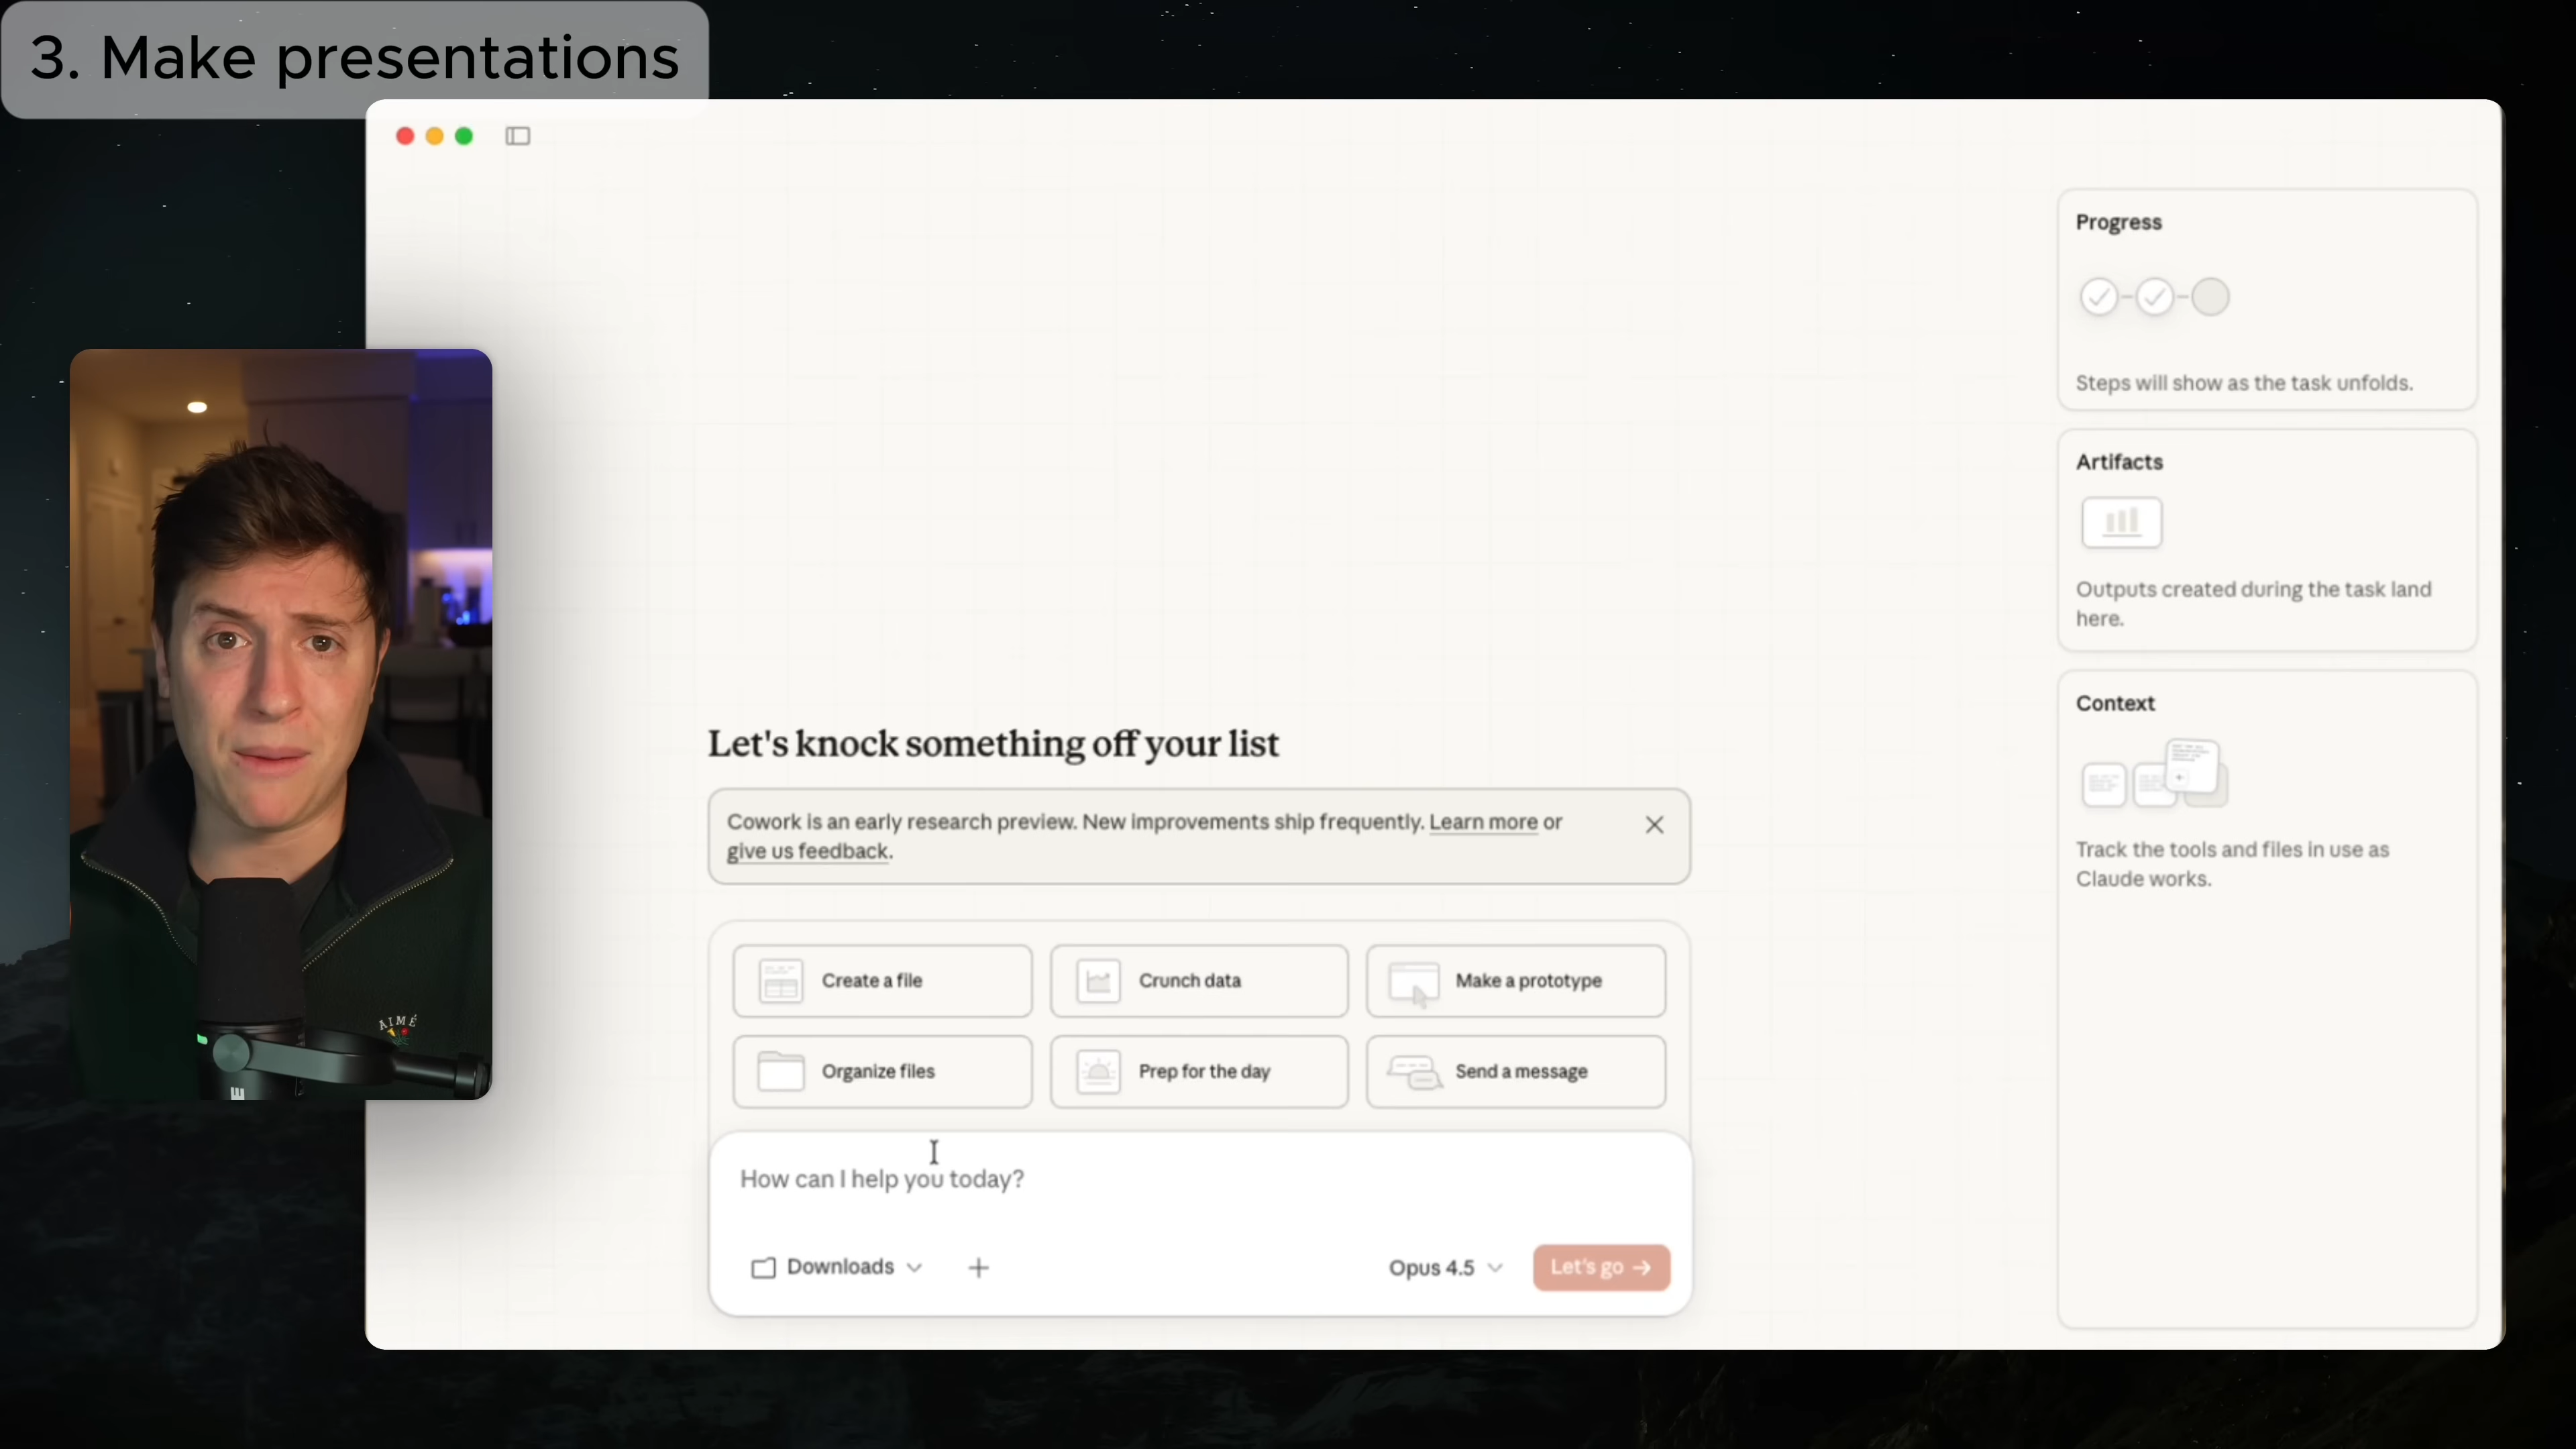 3. Make presentations
Progress
Steps will show as the task unfolds.
Artifacts
Outputs created during the task land
here.
Context
Track the tools and files in use as
Claude works.
Let's knock something off your list
Cowork is an early research preview. New improvements ship frequently. Learn more or
give us feedback.
Create a file
Crunch data
Make a prototype
Organize files
Prep for the day
Send a message
How can I help you today?
Downloads
Opus 4.5
Let's go →
AIMÉ